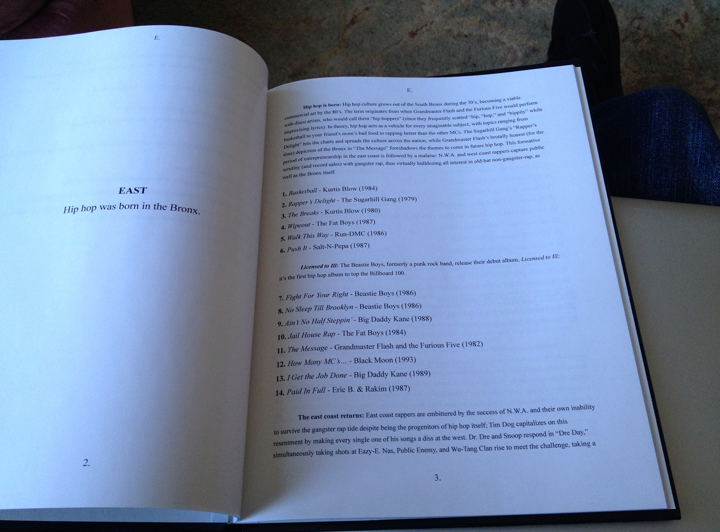 E.
EAST
Hip hop was born in the Bronx.
2.
E.
Hip hop is born: Hip hop culture grows out of the South Bronx during the 70's, becoming a viable
commercial art by the 80's. The term originates from when Grandmaster Flash and the Furious Five would perform
with disco artists, who would call them "hip hoppers" (since they frequently scatted "hip, "hop," and "hippity" while
improvising lyrics). In theory, hip hop acts as a vehicle for every imaginable subject, with topics ranging from
basketball to your friend's mom's bad food to rapping better than the other MCs. The Sugarhill Gang's "Rapper's
Delight" hits the charts and spreads the culture across the nation, while Grandmaster Flash's brutally honest (for the
time) depiction of the Bronx in "The Message" foreshadows the themes to come in future hip hop. This formative
period of entrepreneurship in the east coast is followed by a malaise: N.W.A. and west coast rappers capture public
scrutiny (and record sales) with gangster rap, thus virtually bulldozing all interest in old-hat non-gangster-rap, as
well as the Bronx itself.
1. Basketball - Kurtis Blow (1984)
2. Rapper's Delight - The Sugarhill Gang (1979)
3. The Breaks - Kurtis Blow (1980)
4. Wipeout - The Fat Boys (1987)
5. Walk This Way - Run-DMC (1986)
6. Push It - Salt-N-Pepa (1987)
Licensed to Ill: The Beastie Boys, formerly a punk rock band, release their debut album, Licensed to Ill;
it's the first hip hop album to top the Billboard 100.
7. Fight For Your Right - Beastie Boys (1986)
8. No Sleep Till Brooklyn - Beastie Boys (1986)
9. Ain't No Half Steppin' - Big Daddy Kane (1988)
10. Jail House Rap - The Fat Boys (1984)
11. The Message - Grandmaster Flash and the Furious Five (1982)
12. How Many MC's... - Black Moon (1993)
13. I Get the Job Done - Big Daddy Kane (1989)
14. Paid In Full - Eric B. & Rakim (1987)
The east coast returns: East coast rappers are embittered by the success of N.W.A. and their own inability
to survive the gangster rap tide despite being the progenitors of hip hop itself; Tim Dog capitalizes on this
resentment by making every single one of his songs a diss at the west. Dr. Dre and Snoop respond in "Dre Day,"
simultaneously taking shots at Eazy-E. Nas, Public Enemy, and Wu-Tang Clan rise to meet the challenge, taking a
3.